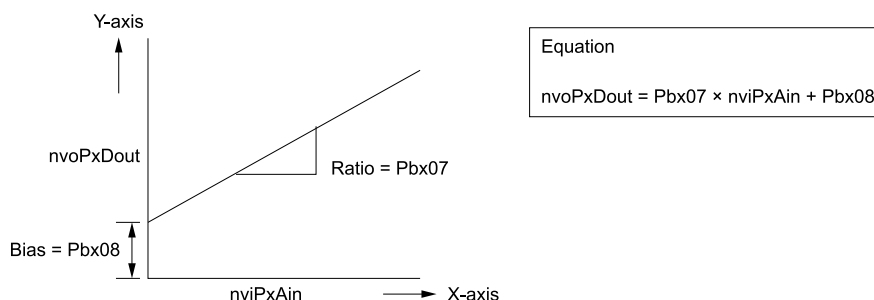 Y-axis
nvoPxDout
Ratio = Pbx07
Bias = Pbx08
nviPxAin
X-axis
Equation
nvoPxDout = Pbx07 × nviPxAin + Pbx08